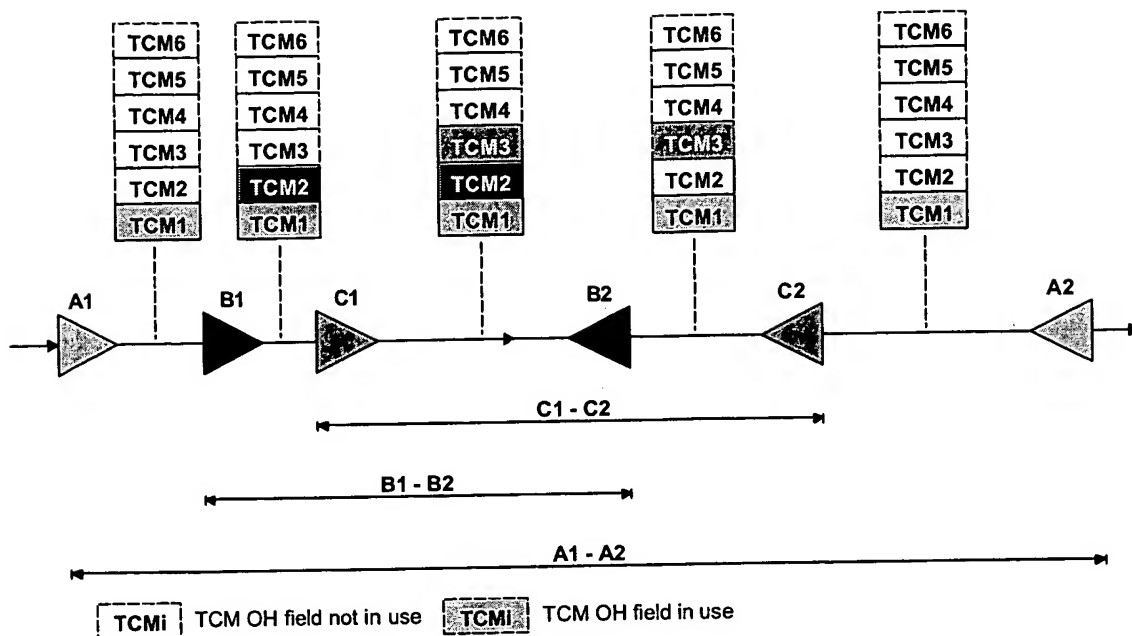 TCM6 TCM6 TCM6 TCM6 TCM6
TCM5 TCM5 TCM5 TCM5 TCM5
TCM4 TCM4 TCM4 TCM4 TCM4
TCM3 TCM3 TCM3 TCM3 TCM3
TCM2 TCM2 TCM2 TCM2 TCM2
TCM1 TCM1 TCM1 TCM1 TCM1
A1 B1 C1 B2 C2 A2
C1 - C2
B1 - B2
A1 - A2
TCMi TCM OH field not in use TCMi TCM OH field in use